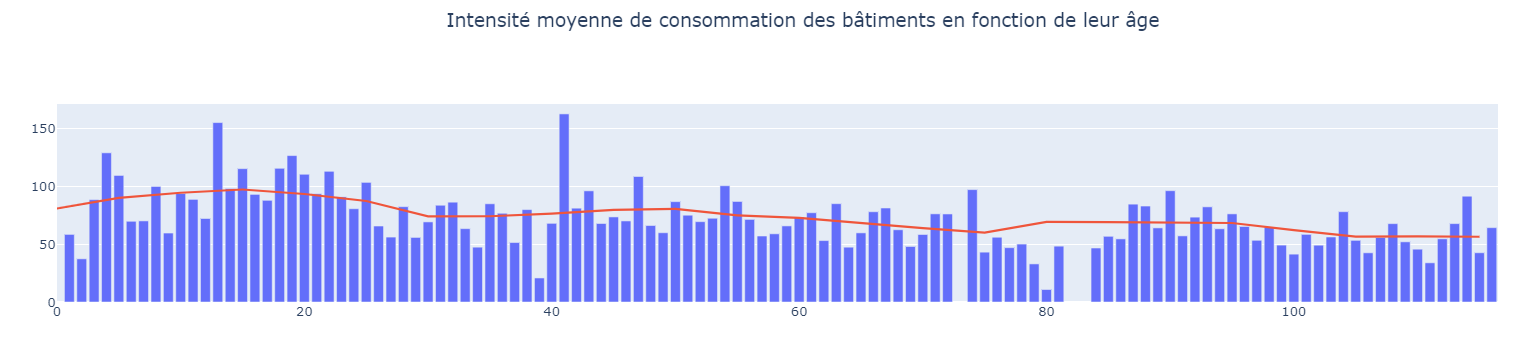 Intensité moyenne de consommation des bâtiments en fonction de leur âge
150
100
50
0
0 20 40 60 80 100